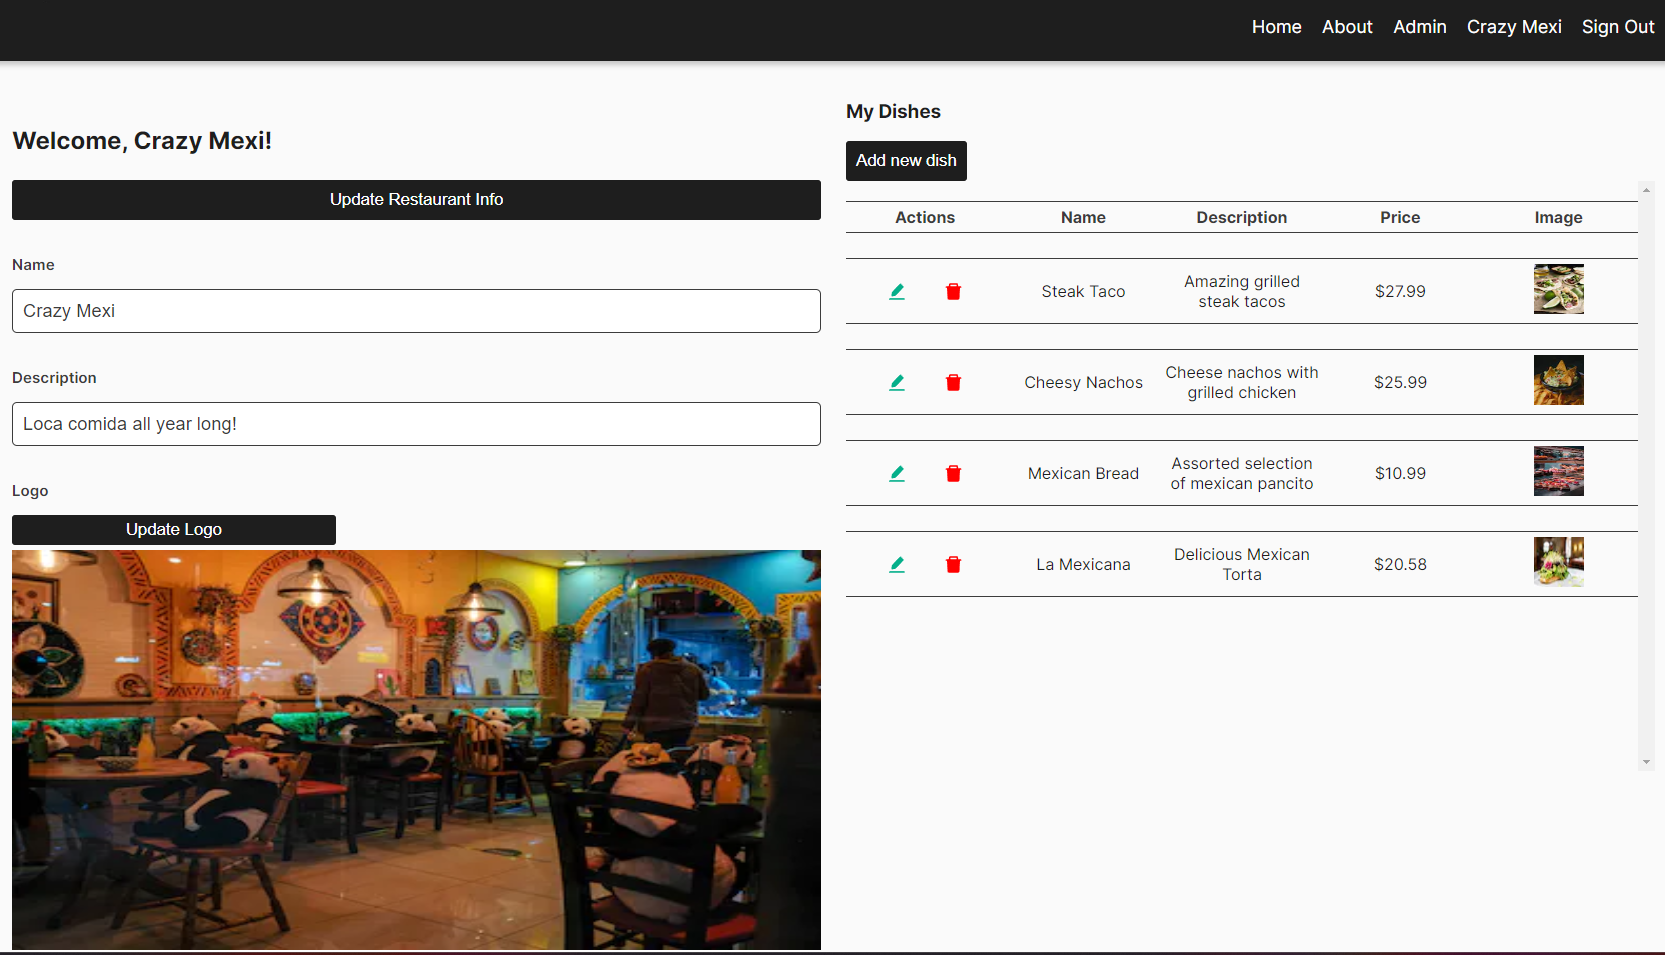 Home About Admin Crazy Mexi Sign Out
Welcome, Crazy Mexi!
Update Restaurant Info
Name
Crazy Mexi
Description
Loca comida all year long!
Logo
Update Logo
My Dishes
Add new dish
Actions Name Description Price Image
Steak Taco
Amazing grilled
steak tacos
$27.99
Cheesy Nachos
Cheese nachos with
grilled chicken
$25.99
Mexican Bread
Assorted selection
of mexican pancito
$10.99
La Mexicana
Delicious Mexican
Torta
$20.58